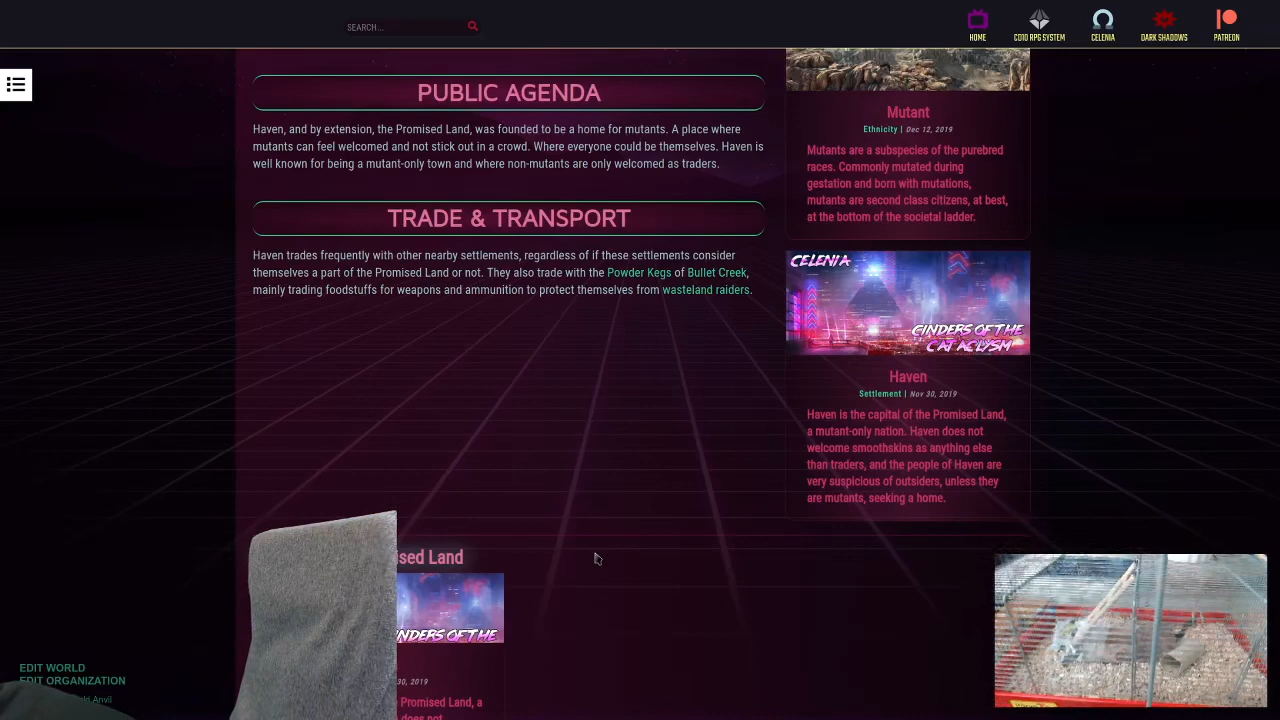 SEARCH...
HOME
CD10 RPG SYSTEM
CELENIA
DARK SHADOWS
PATREON
PUBLIC AGENDA
Haven, and by extension, the Promised Land, was founded to be a home for mutants. A place where
mutants can feel welcomed and not stick out in a crowd. Where everyone could be themselves. Haven is
well known for being a mutant-only town and where non-mutants are only welcomed as traders.
TRADE & TRANSPORT
Haven trades frequently with other nearby settlements, regardless of if these settlements consider
themselves a part of the Promised Land or not. They also trade with the Powder Kegs of Bullet Creek,
mainly trading foodstuffs for weapons and ammunition to protect themselves from wasteland raiders.
Mutant
Ethnicity | Dec 12, 2019
Mutants are a subspecies of the purebred
races. Commonly mutated during
gestation and born with mutations,
mutants are second class citizens, at best,
at the bottom of the societal ladder.
CELENIA
CINDERS OF THE
CATACLYSM
Haven
Settlement | Nov 30, 2019
Haven is the capital of the Promised Land,
a mutant-only nation. Haven does not
welcome smoothskins as anything else
than traders, and the people of Haven are
very suspicious of outsiders, unless they
are mutants, seeking a home.
ised Land
NDERS OF THE
30, 2019
Promised Land, a
does not
EDIT WORLD
EDIT ORGANIZATION
ld Anvil